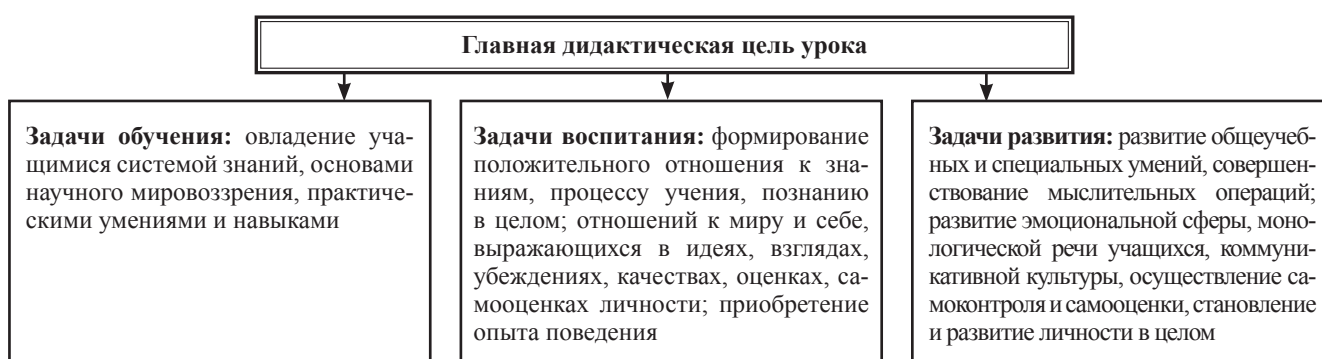 Главная дидактическая цель урока
Задачи обучения: овладение уча-
щимися системой знаний, основами
научного мировоззрения, практиче-
скими умениями и навыками
Задачи воспитания: формирование
положительного отношения к зна-
ниям, процессу учения, познанию
в целом; отношений к миру и себе,
выражающихся в идеях, взглядах,
убеждениях, качествах, оценках, са-
мооценках личности; приобретение
опыта поведения
Задачи развития: развитие общеучеб-
ных и специальных умений, совершен-
ствование мыслительных операций;
развитие эмоциональной сферы, моно-
логической речи учащихся, коммуни-
кативной культуры, осуществление са-
моконтроля и самооценки, становление
и развитие личности в целом